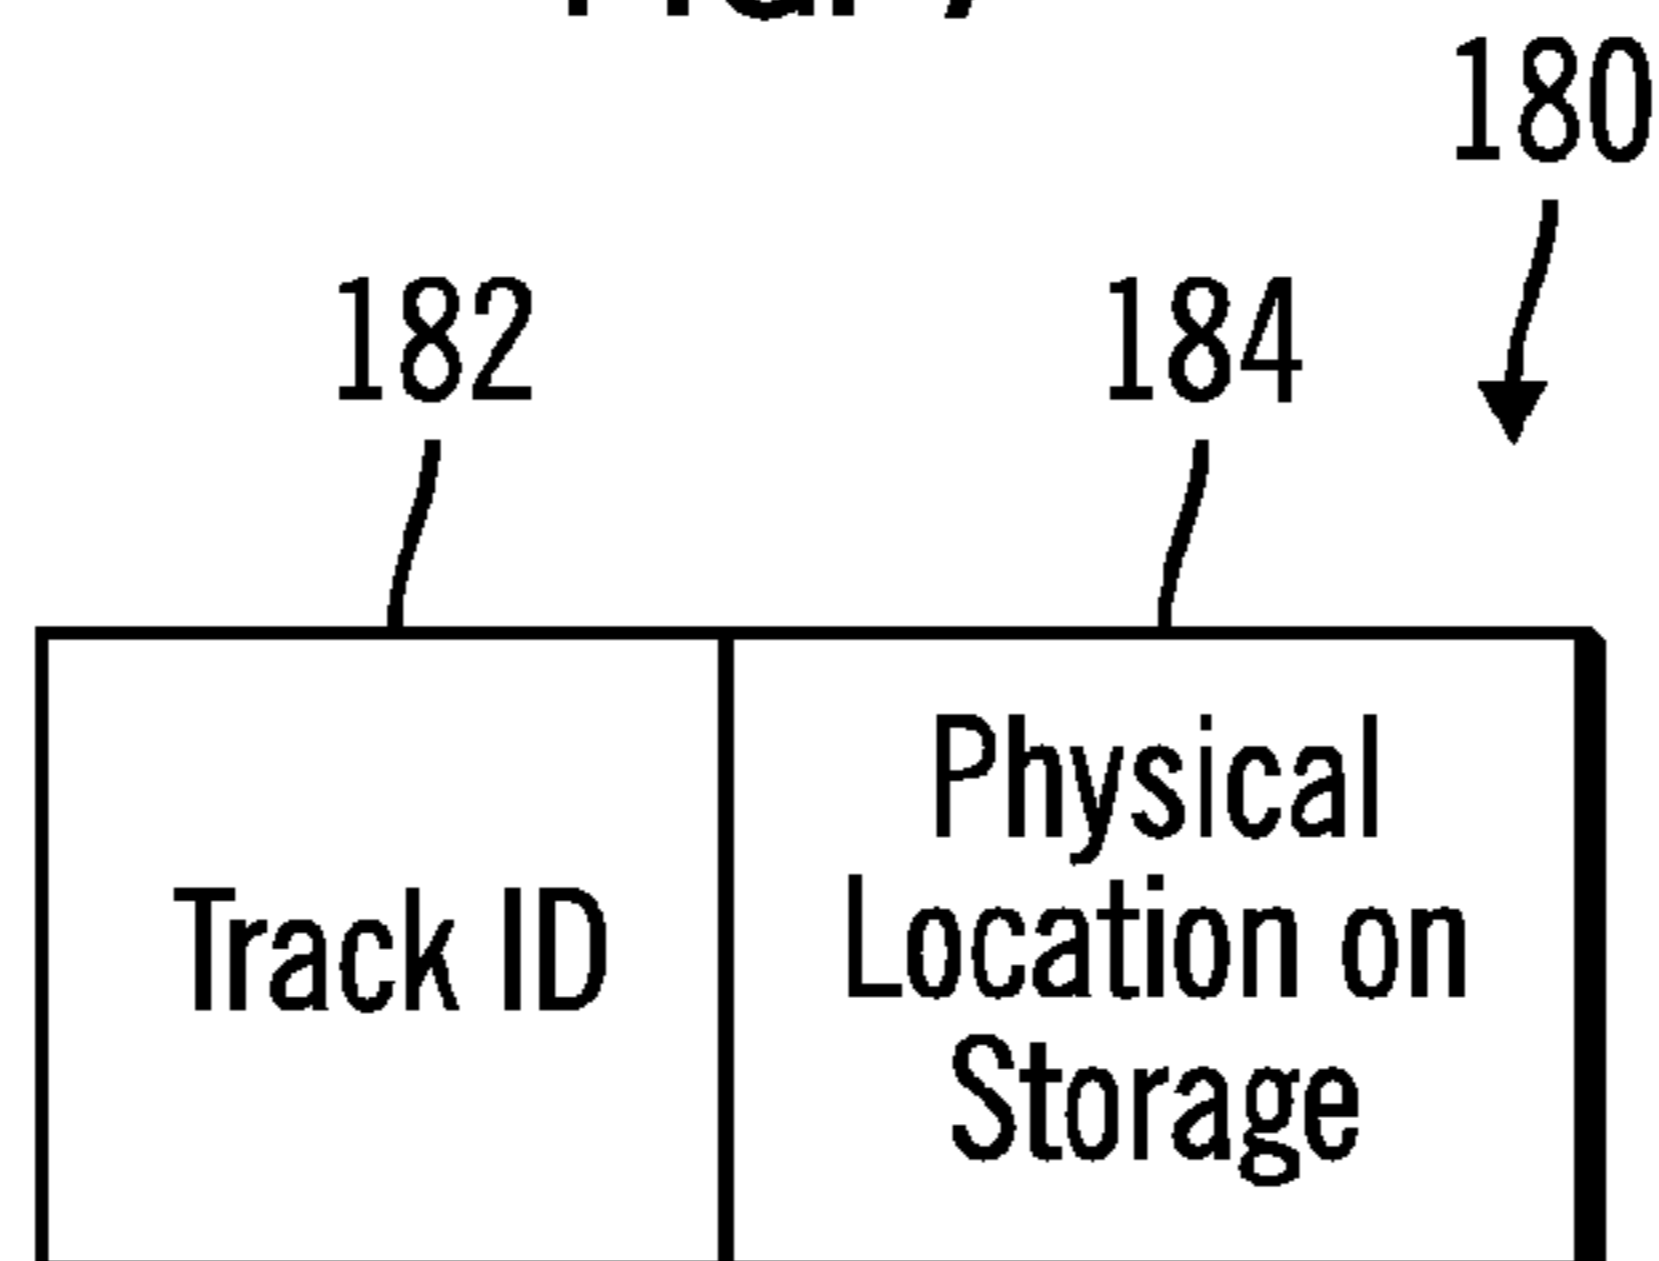 180
182 184
Track ID
Physical
Location on
Storage